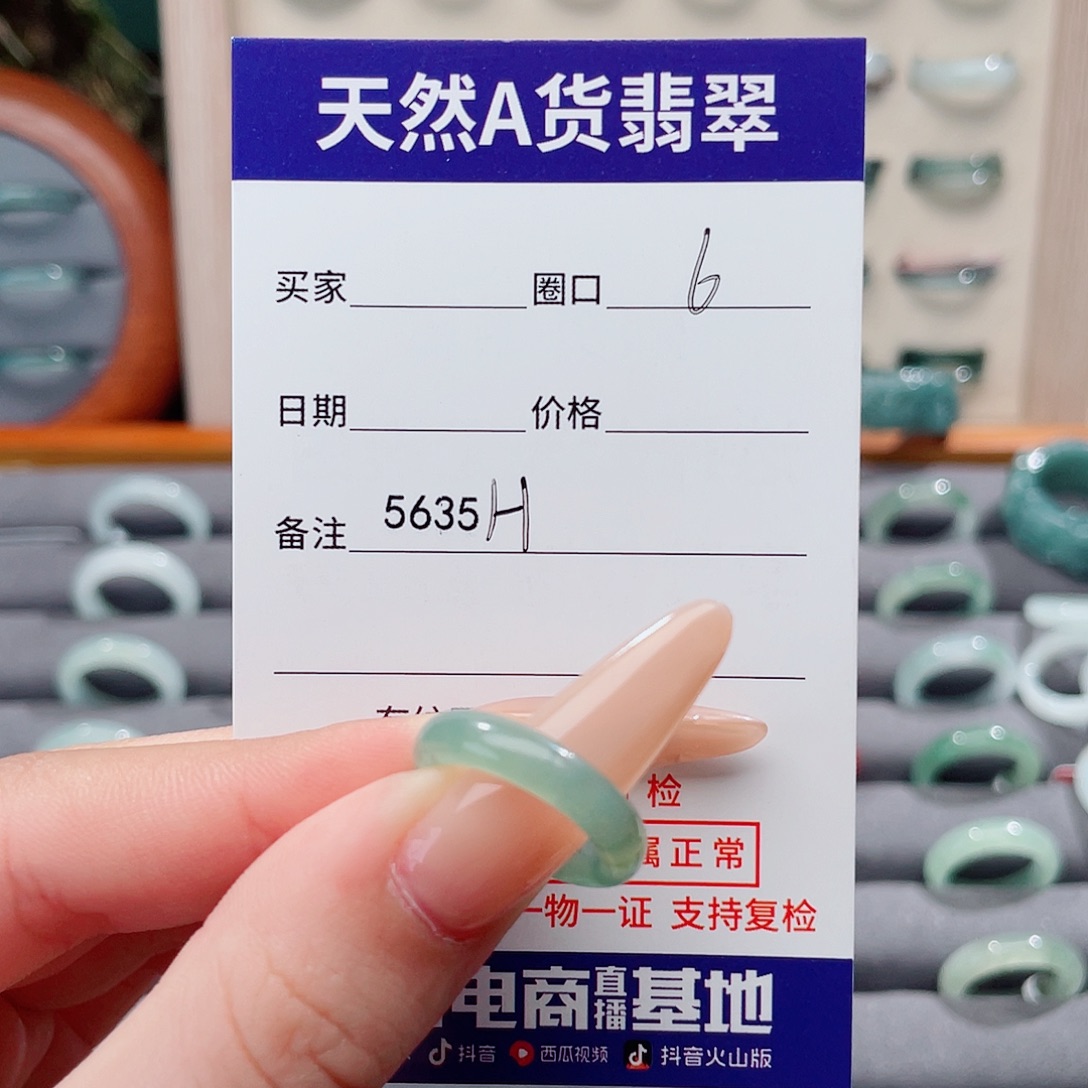 天然A货翡翠
买家 圈口 6
日期 价格
备注 5635H
检
属正常
一物一证 支持复检
电商直播基地
抖音 西瓜视频 抖音火山版